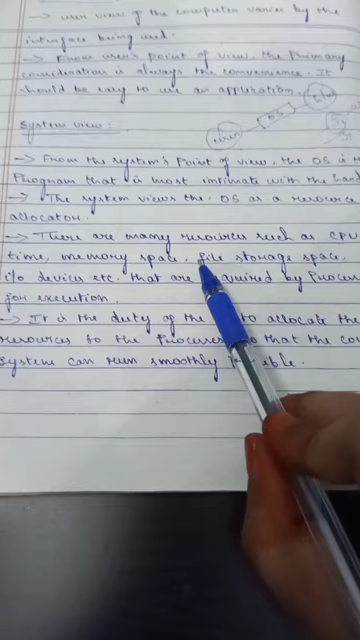 → user view of the computer varies by the
interface being used.
→ From user's point of view, the primary
consideration is always the convenience. It
should be easy to use an application.
System view :
user
OS
→ From the system's point of view, the OS is the
Program that is most intimate with the hard
→ The system views the OS as a resource
allocator.
→ There are many resources such as CPU
time, memory space, file storage space,
i/o devices etc. that are required by Proces
for execution.
→ It is the duty of the to allocate the
resources to the Processes so that the co
system can run smoothly